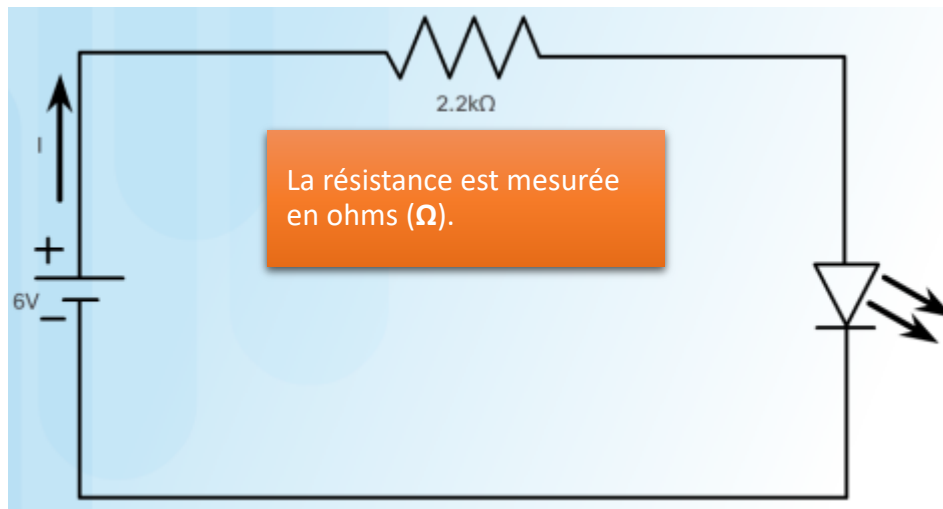 2.2kΩ
I
La résistance est mesurée
en ohms (Ω).
+
6V
−